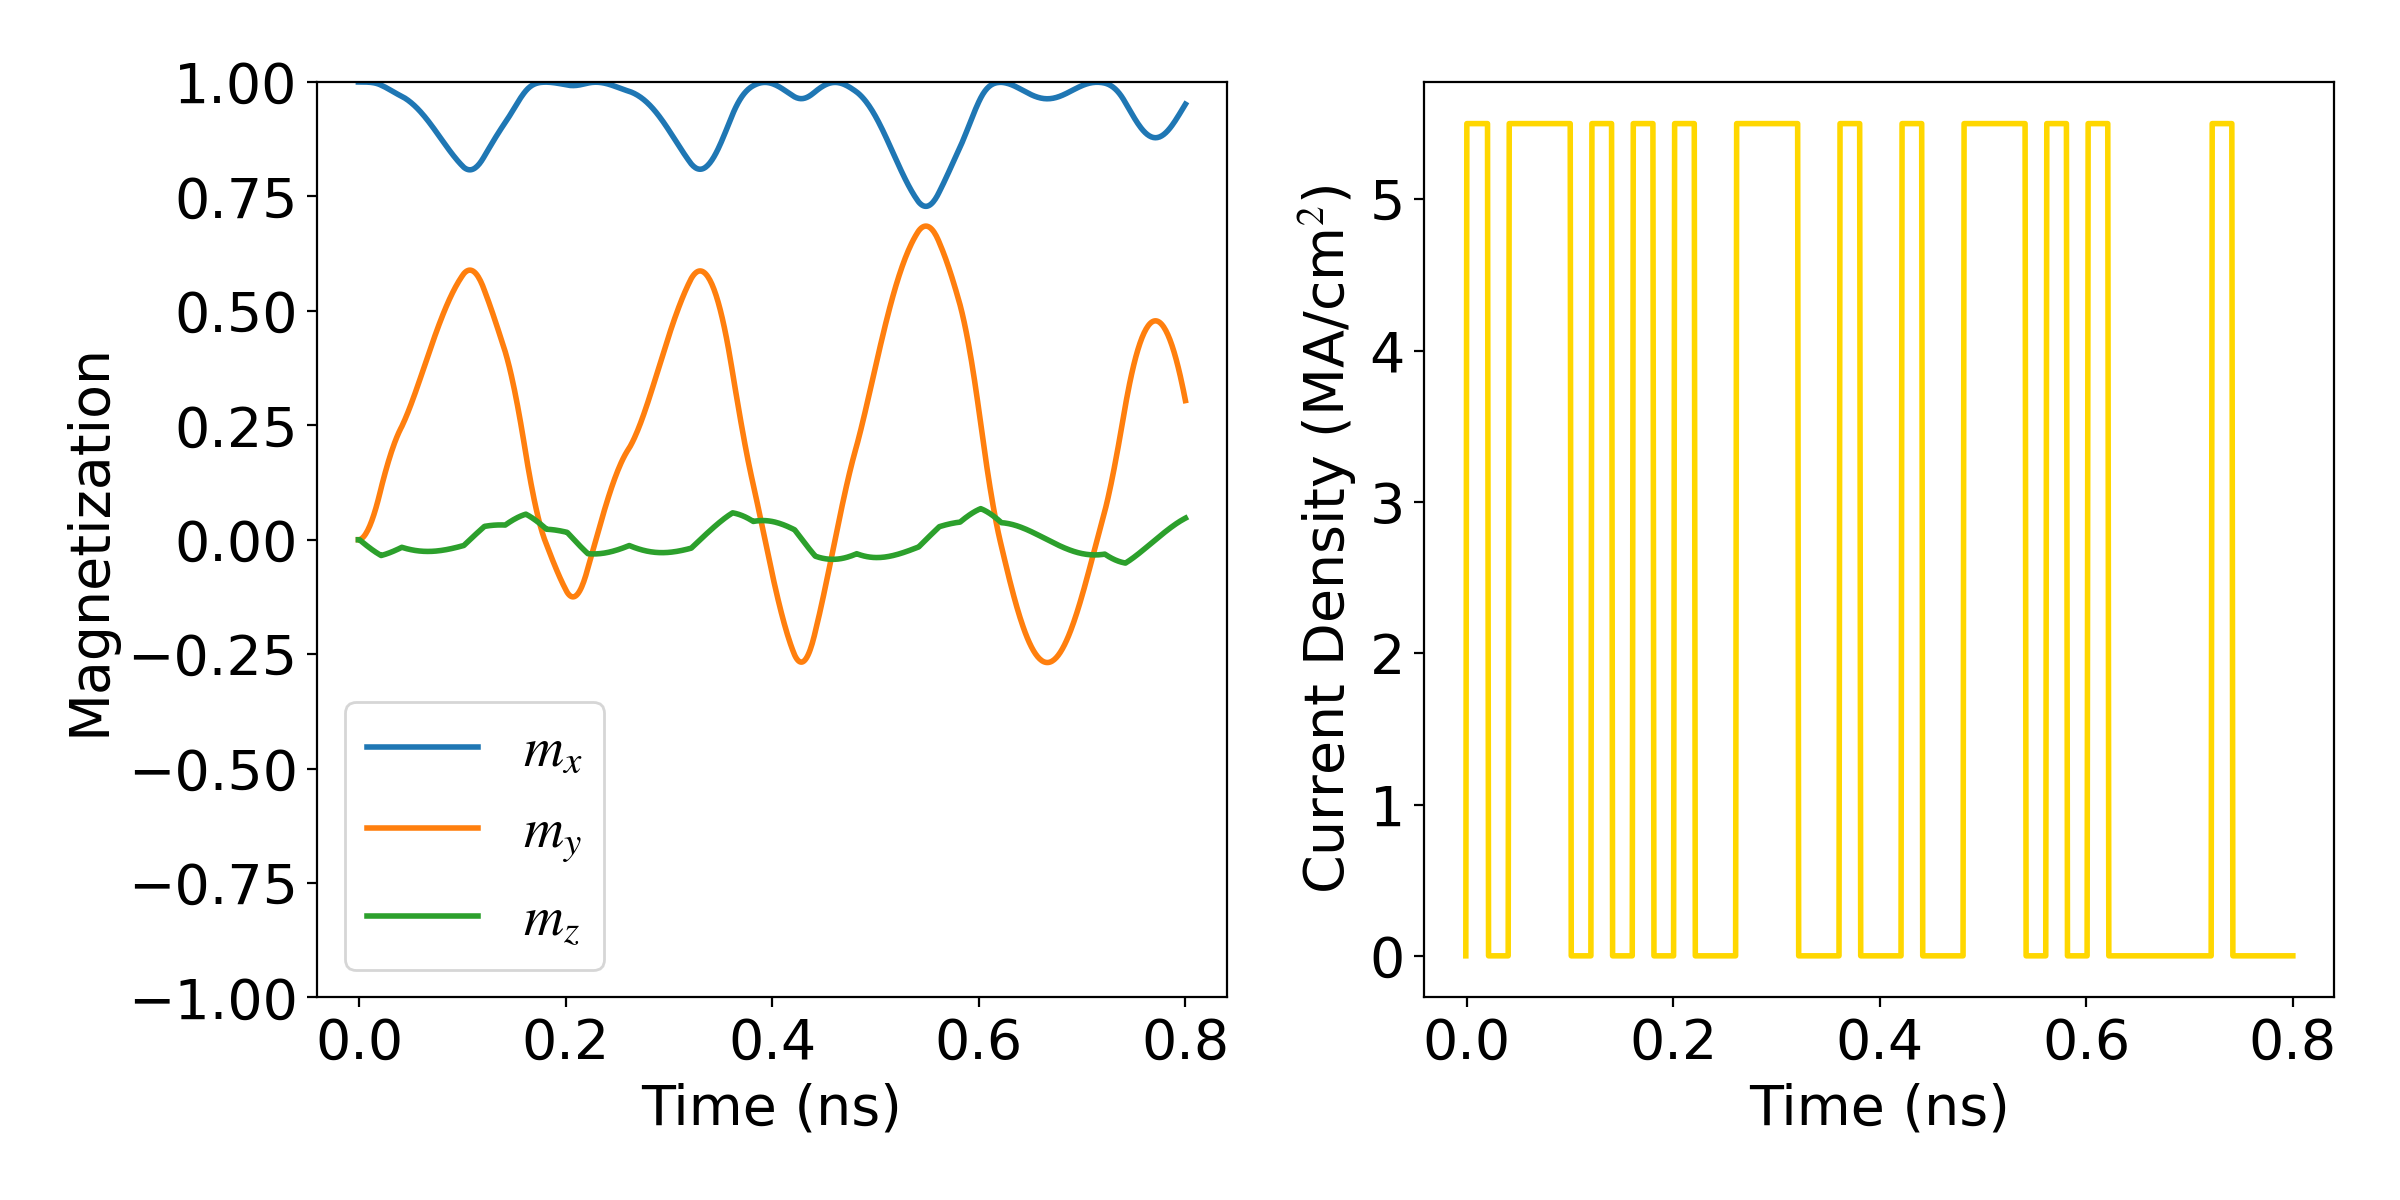 Magnetization
1.00
0.75
0.50
0.25
0.00
−0.25
−0.50
−0.75
−1.00
0.0 0.2 0.4 0.6 0.8
Time (ns)
m_x
m_y
m_z
Current Density (MA/cm²)
5
4
3
2
1
0
0.0 0.2 0.4 0.6 0.8
Time (ns)